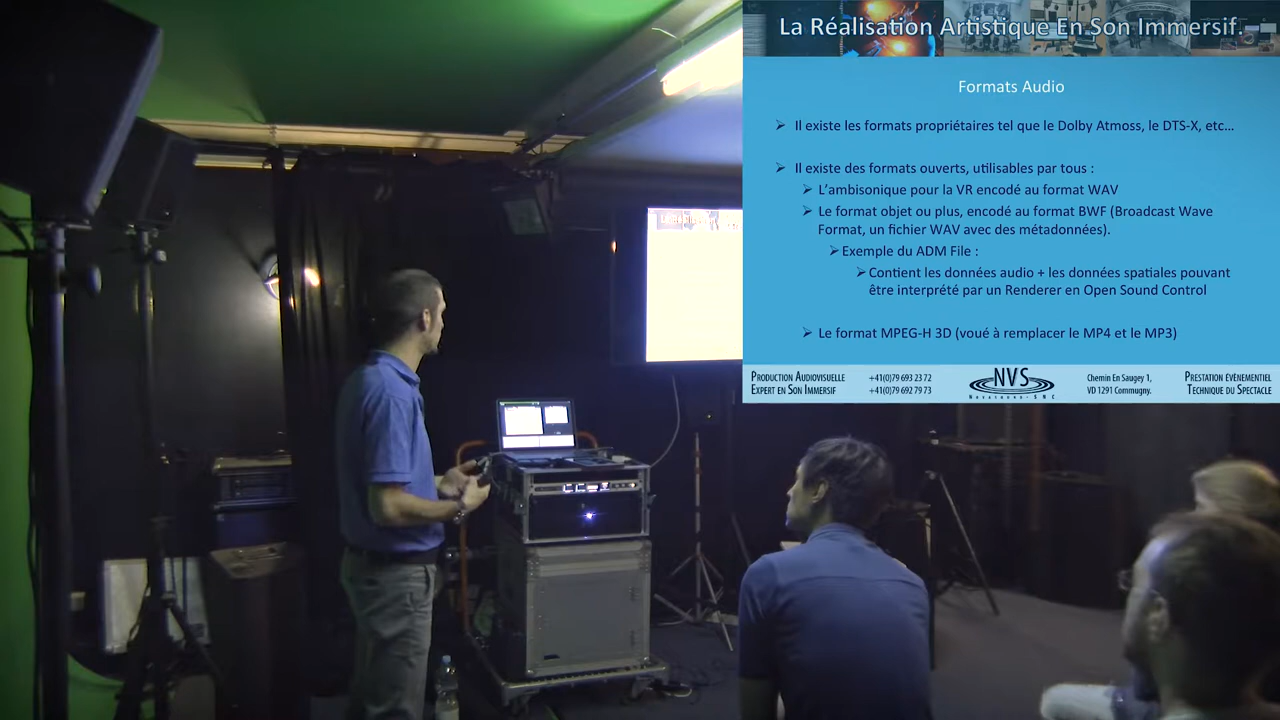 La Réalisation Artistique En Son Immersif.
Formats Audio
➢ Il existe les formats propriétaires tel que le Dolby Atmoss, le DTS-X, etc…
➢ Il existe des formats ouverts, utilisables par tous :
➢ L'ambisonique pour la VR encodé au format WAV
➢ Le format objet ou plus, encodé au format BWF (Broadcast Wave
Format, un fichier WAV avec des métadonnées).
➢ Exemple du ADM File :
➢ Contient les données audio + les données spatiales pouvant
être interprété par un Renderer en Open Sound Control
➢ Le format MPEG-H 3D (voué à remplacer le MP4 et le MP3)
Production Audiovisuelle
Expert en Son Immersif
+41(0)79 693 23 72
+41(0)79 692 79 73
NVS
Chemin En Saugey 1,
VD 1291 Commugny.
Prestation évènementiel
Technique du Spectacle